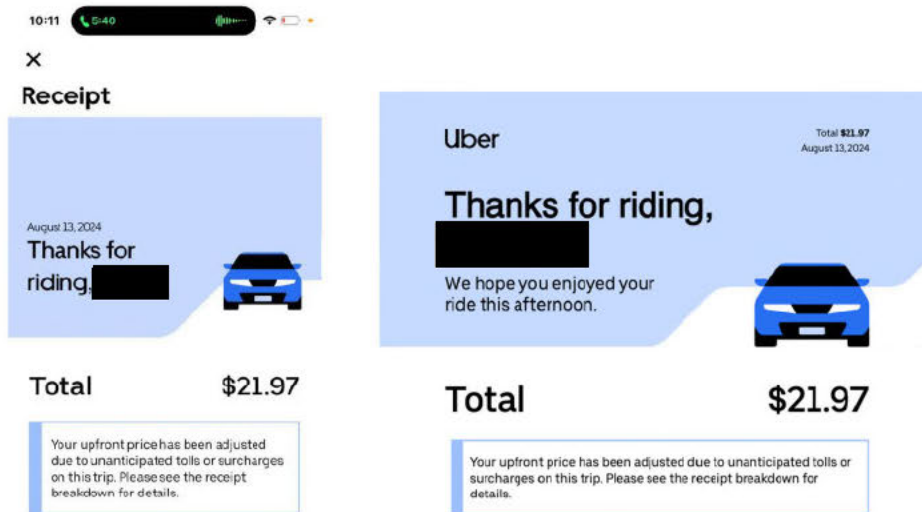 10:11
5:40
Receipt
August 13, 2024
Thanks for
riding,
Total
$21.97
Your upfront price has been adjusted
due to unanticipated tolls or surcharges
on this trip. Please see the receipt
breakdown for details.
Uber
Total $21.97
August 13, 2024
Thanks for riding,
We hope you enjoyed your
ride this afternoon.
Total
$21.97
Your upfront price has been adjusted due to unanticipated tolls or
surcharges on this trip. Please see the receipt breakdown for
details.